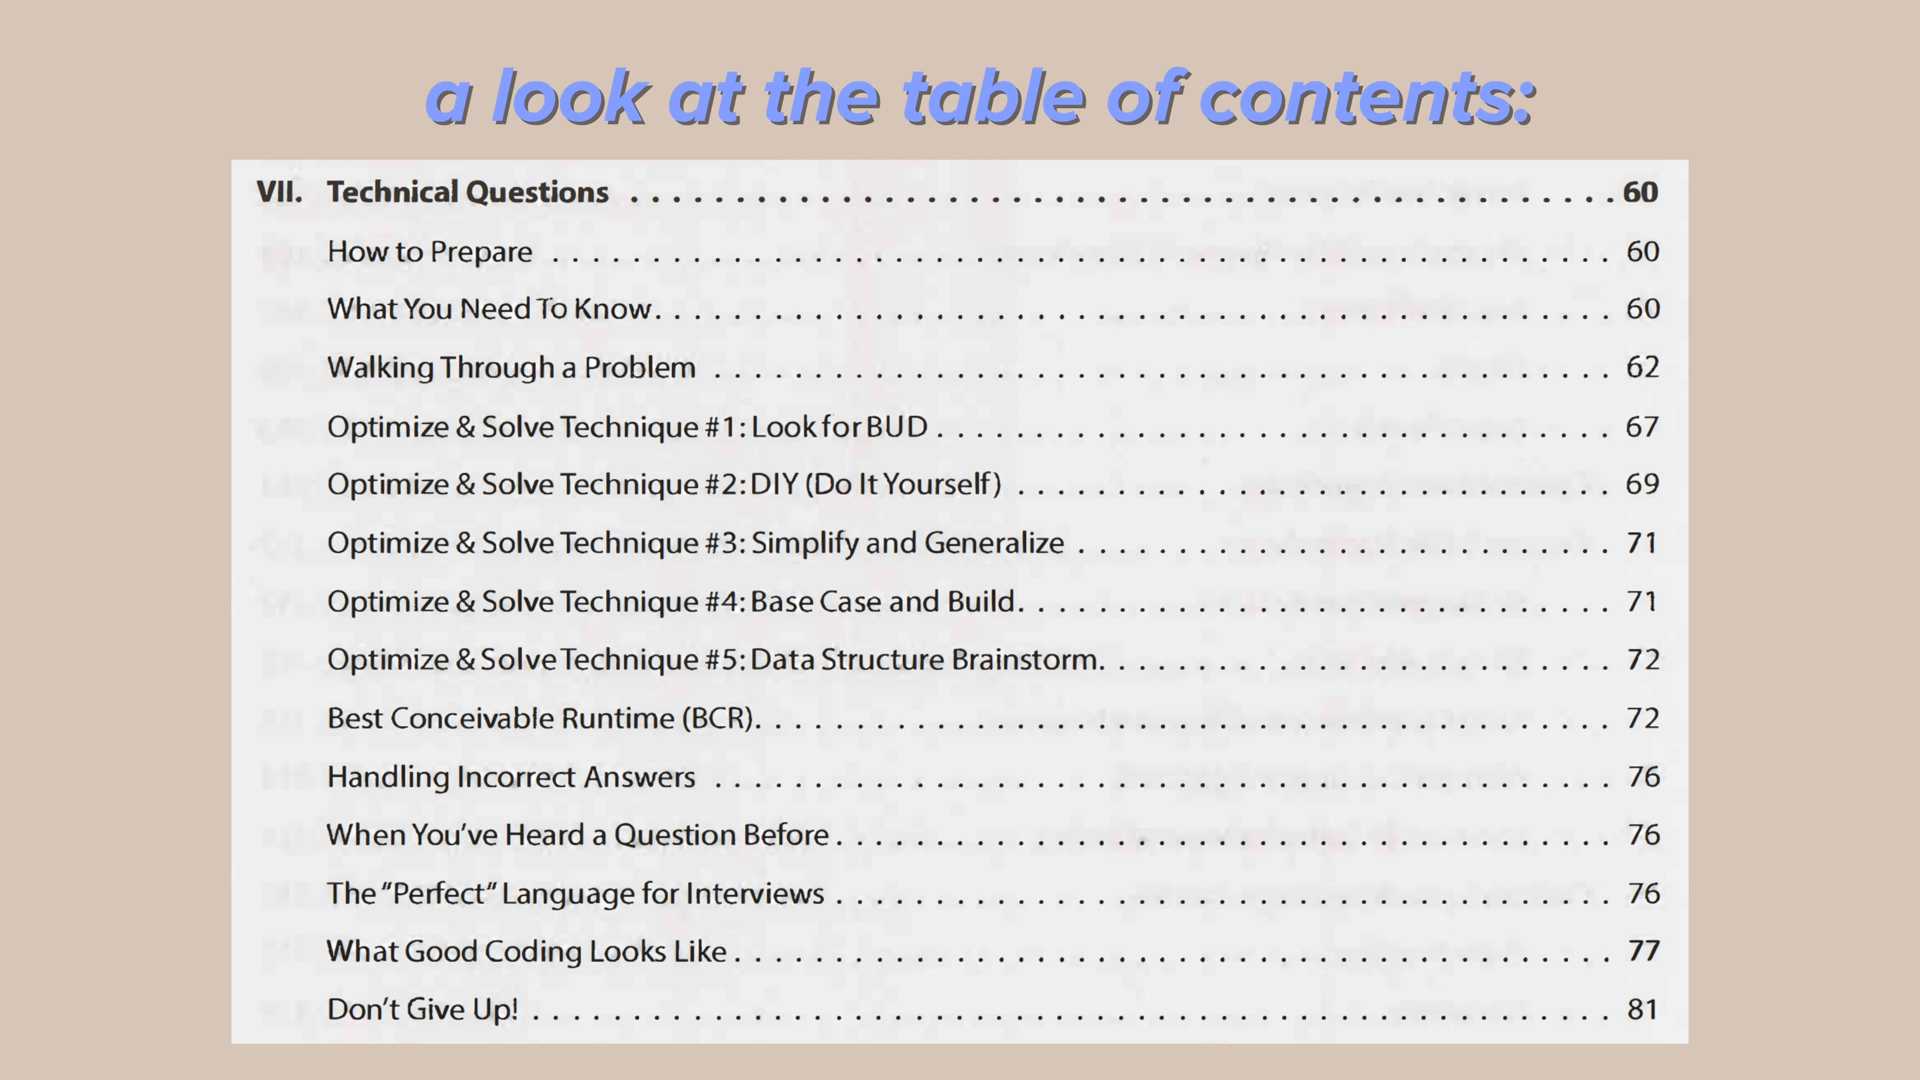 a look at the table of contents:
VII. Technical Questions . . . . . . . . . . . . . . . . . . . . . . . . . . . . . . . . . . . . . . . . . . . . . . . 60
How to Prepare . . . . . . . . . . . . . . . . . . . . . . . . . . . . . . . . . . . . . . . . . . . . . . . . . . . . . 60
What You Need To Know. . . . . . . . . . . . . . . . . . . . . . . . . . . . . . . . . . . . . . . . . . . . . . . . 60
Walking Through a Problem . . . . . . . . . . . . . . . . . . . . . . . . . . . . . . . . . . . . . . . . . . . . . 62
Optimize & Solve Technique #1: Look for BUD . . . . . . . . . . . . . . . . . . . . . . . . . . . . . . . . . . 67
Optimize & Solve Technique #2: DIY (Do It Yourself) . . . . . . . . . . . . . . . . . . . . . . . . . . . . . . 69
Optimize & Solve Technique #3: Simplify and Generalize . . . . . . . . . . . . . . . . . . . . . . . . . . . 71
Optimize & Solve Technique #4: Base Case and Build. . . . . . . . . . . . . . . . . . . . . . . . . . . . . . 71
Optimize & Solve Technique #5: Data Structure Brainstorm. . . . . . . . . . . . . . . . . . . . . . . . . . 72
Best Conceivable Runtime (BCR). . . . . . . . . . . . . . . . . . . . . . . . . . . . . . . . . . . . . . . . . . . 72
Handling Incorrect Answers . . . . . . . . . . . . . . . . . . . . . . . . . . . . . . . . . . . . . . . . . . . . . 76
When You've Heard a Question Before . . . . . . . . . . . . . . . . . . . . . . . . . . . . . . . . . . . . . . . 76
The "Perfect" Language for Interviews . . . . . . . . . . . . . . . . . . . . . . . . . . . . . . . . . . . . . . . 76
What Good Coding Looks Like . . . . . . . . . . . . . . . . . . . . . . . . . . . . . . . . . . . . . . . . . . . . 77
Don't Give Up! . . . . . . . . . . . . . . . . . . . . . . . . . . . . . . . . . . . . . . . . . . . . . . . . . . . . . . 81